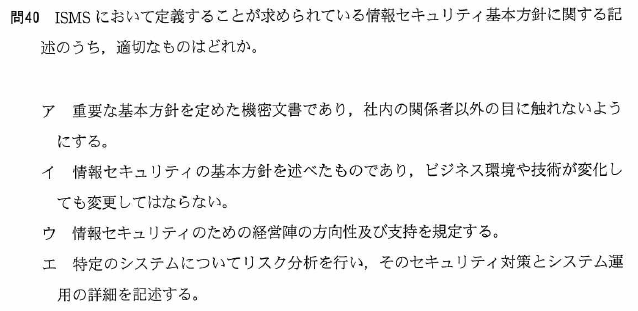 問40 ISMS において定義することが求められている情報セキュリティ基本方針に関する記
述のうち，適切なものはどれか。
ア 重要な基本方針を定めた機密文書であり，社内の関係者以外の目に触れないよう
にする。
イ 情報セキュリティの基本方針を述べたものであり，ビジネス環境や技術が変化し
ても変更してはならない。
ウ 情報セキュリティのための経営陣の方向性及び支持を規定する。
エ 特定のシステムについてリスク分析を行い，そのセキュリティ対策とシステム運
用の詳細を記述する。